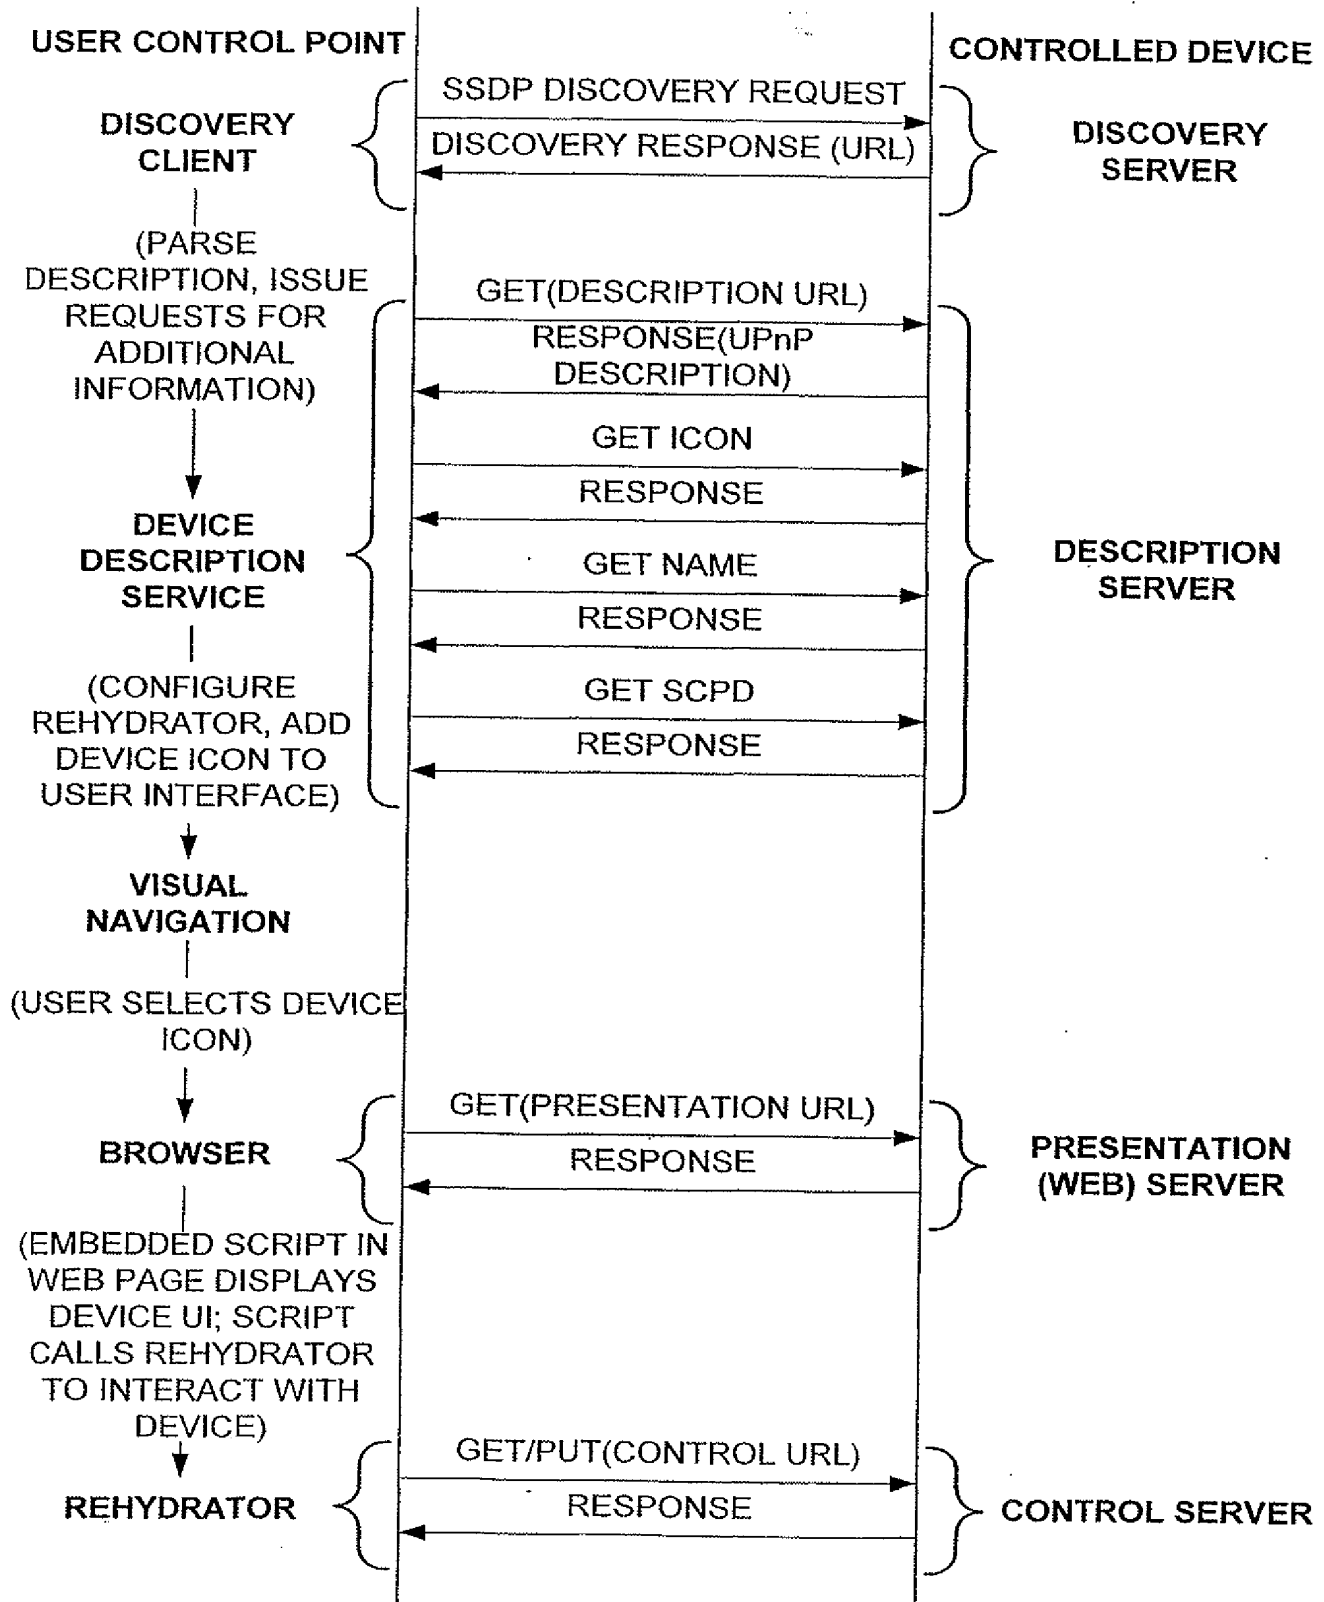 USER CONTROL POINT
CONTROLLED DEVICE
SSDP DISCOVERY REQUEST
DISCOVERY RESPONSE (URL)
DISCOVERY
CLIENT
DISCOVERY
SERVER
(PARSE
DESCRIPTION, ISSUE
REQUESTS FOR
ADDITIONAL
INFORMATION)
GET(DESCRIPTION URL)
RESPONSE(UPnP
DESCRIPTION)
GET ICON
RESPONSE
DEVICE
DESCRIPTION
SERVICE
GET NAME
RESPONSE
DESCRIPTION
SERVER
(CONFIGURE
REHYDRATOR, ADD
DEVICE ICON TO
USER INTERFACE)
GET SCPD
RESPONSE
VISUAL
NAVIGATION
(USER SELECTS DEVICE
ICON)
GET(PRESENTATION URL)
RESPONSE
BROWSER
PRESENTATION
(WEB) SERVER
(EMBEDDED SCRIPT IN
WEB PAGE DISPLAYS
DEVICE UI; SCRIPT
CALLS REHYDRATOR
TO INTERACT WITH
DEVICE)
GET/PUT(CONTROL URL)
RESPONSE
REHYDRATOR
CONTROL SERVER